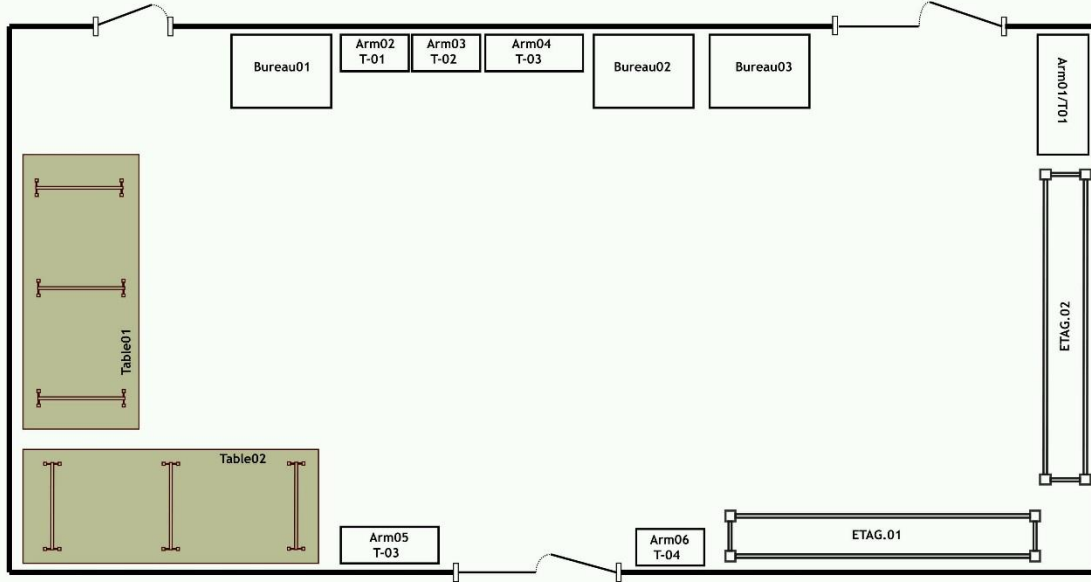 Bureau01
Arm02
T-01
Arm03
T-02
Arm04
T-03
Bureau02
Bureau03
Arm01/T01
Table01
ETAG.02
Table02
Arm05
T-03
Arm06
T-04
ETAG.01